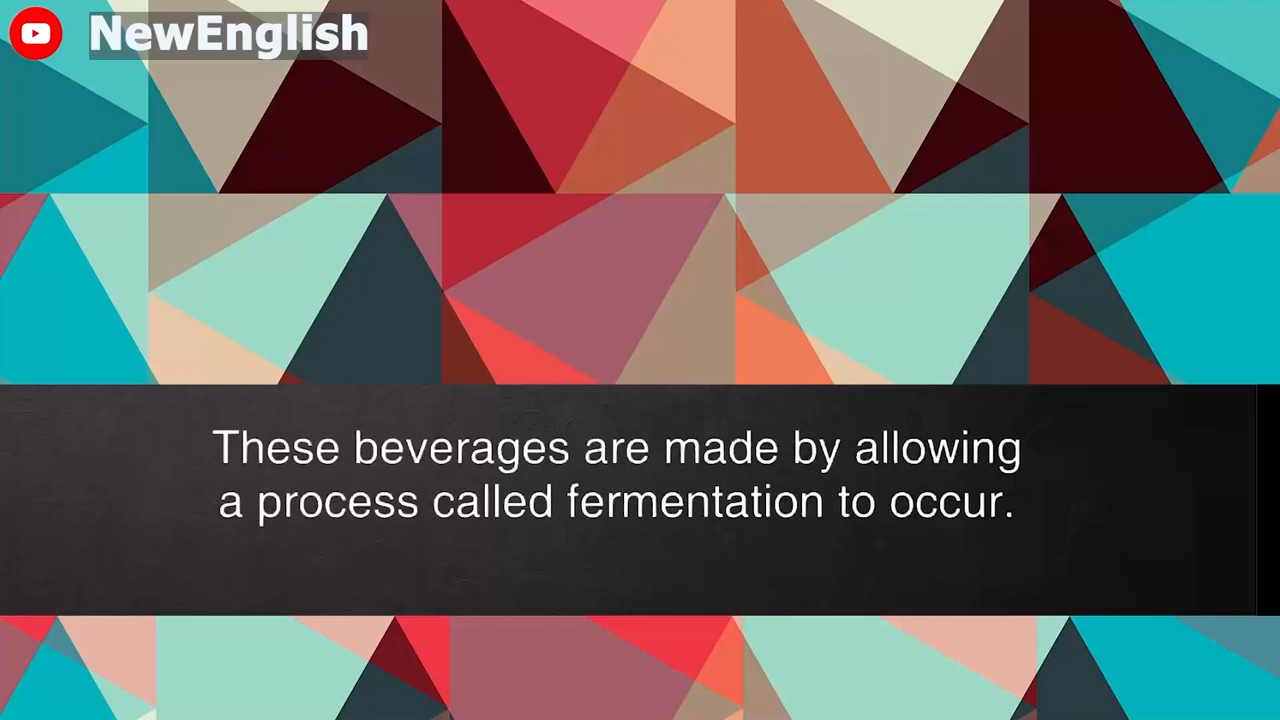 NewEnglish
These beverages are made by allowing
a process called fermentation to occur.